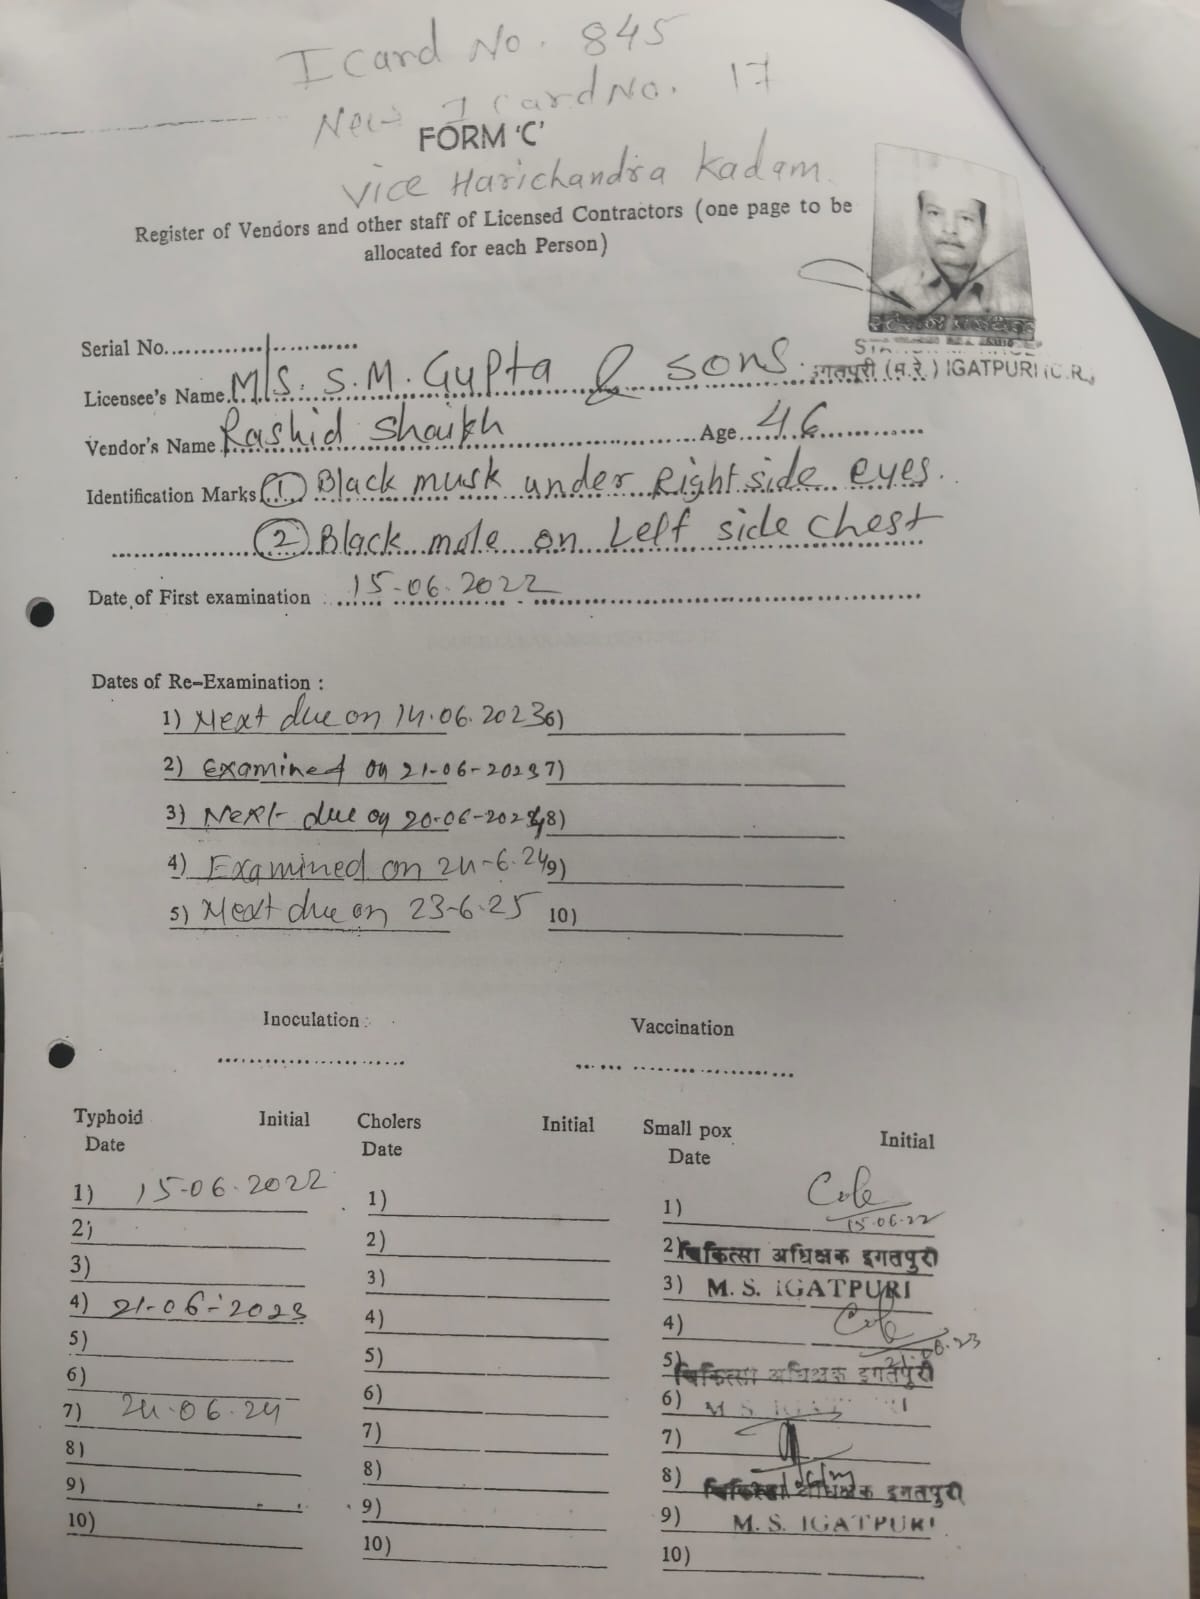 I Card No. 845
New I Card No. 17
FORM 'C'
Vice Harichandra Kadam.
Register of Vendors and other staff of Licensed Contractors (one page to be
allocated for each Person)
Serial No.
इगतपुरी (म.रे.) IGATPURI (C.R.)
Licensee's Name M/S. S.M. Gupta & sons.
Vendor's Name Rashid Shaikh Age 46
Identification Marks (1) Black musk under Right side eyes.
(2) Black mole on Left side chest
Date of First examination : 15-06-2022
Dates of Re-Examination :
1) Next due on 14.06.2023 6)
2) Examined on 21-06-2023 7)
3) Next due on 20-06-2024 8)
4) Examined on 24-6-24 9)
5) Next due on 23-6-25 10)
Inoculation : Vaccination
Typhoid Initial Cholers Initial Small pox Initial
Date Date Date
1) 15-06-2022 1) 1) 15-06-22
2) 2) 2) चिकित्सा अधिक्षक इगतपुरी
3) 3) 3) M. S. IGATPURI
4) 21-06-2023 4) 4)
5) 5) 5) 21.06.23 चिकित्सा अधिक्षक इगतपुरी
6) 6) 6) M. S. IGATPURI
7) 24-06-24 7) 7)
8) 8) 8) चिकित्सा अधिक्षक इगतपुरी
9) 9) 9) M. S. IGATPURI
10) 10) 10)